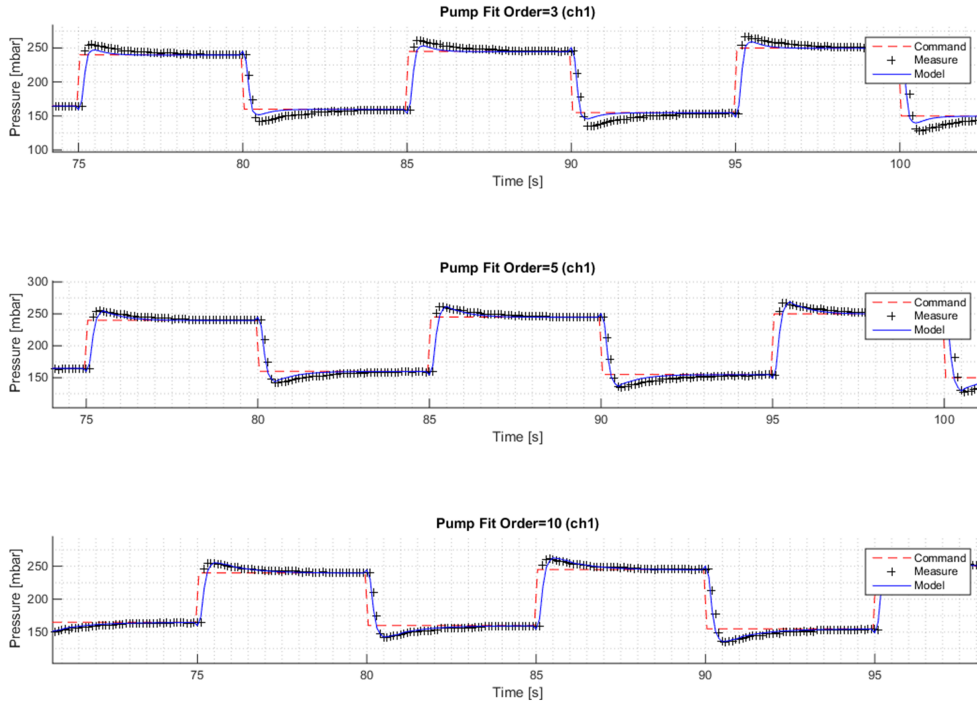 Pump Fit Order=3 (ch1)
Pressure [mbar]
250
200
150
100
Command
Measure
Model
75
80
85
90
95
100
Time [s]
Pump Fit Order=5 (ch1)
Pressure [mbar]
300
250
200
150
Command
Measure
Model
75
80
85
90
95
100
Time [s]
Pump Fit Order=10 (ch1)
Pressure [mbar]
250
200
150
Command
Measure
Model
75
80
85
90
95
Time [s]